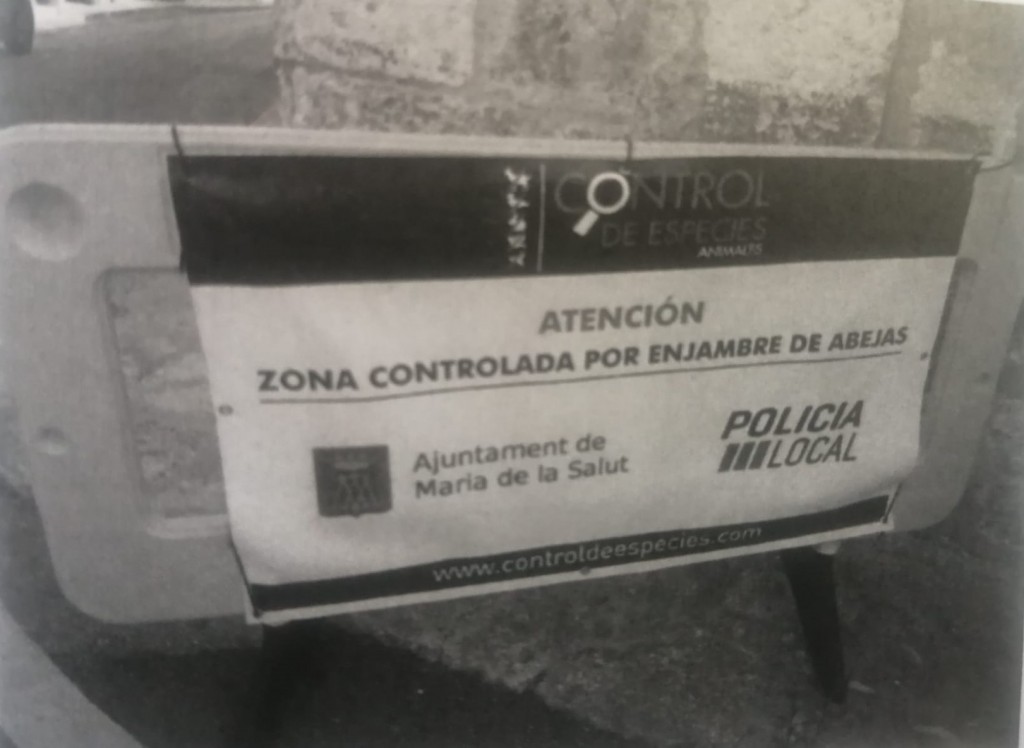 CONTROL
DE ESPECIES
ANIMALES
ATENCIÓN
ZONA CONTROLADA POR ENJAMBRE DE ABEJAS
Ajuntament de
Maria de la Salut
POLICIA
LOCAL
www.controldeespecies.com